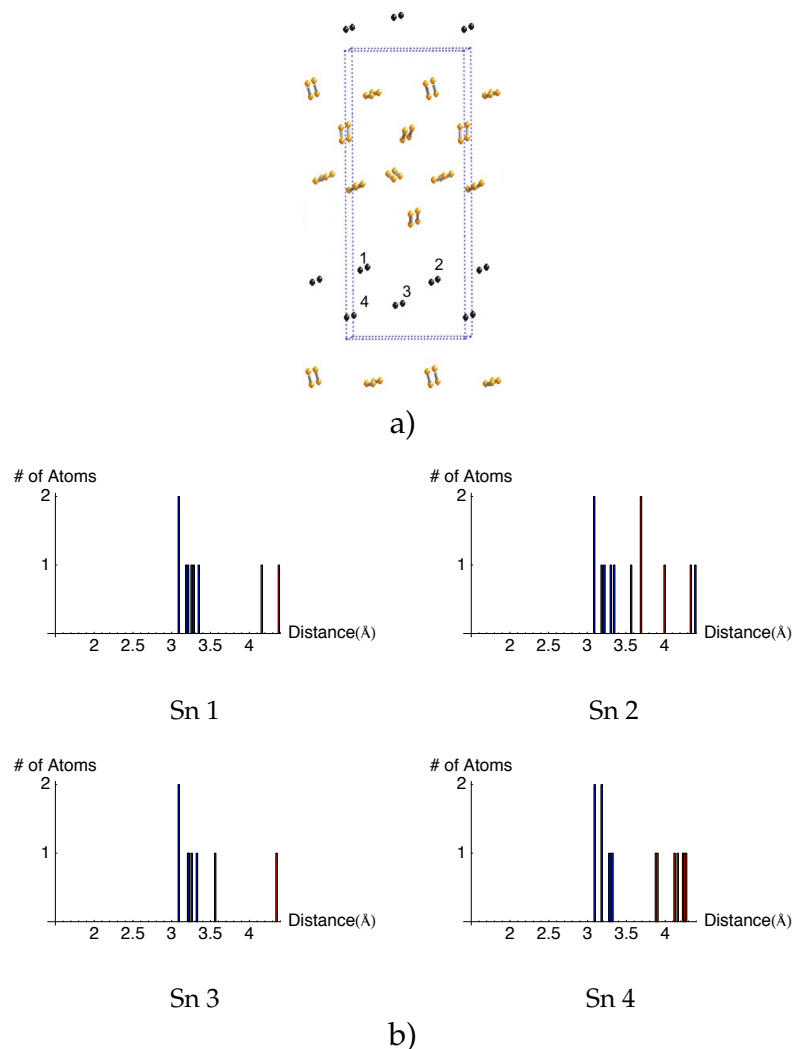 1
2
3
4
a)
# of Atoms
2
1
2 2.5 3 3.5 4
Distance(Å)
Sn 1
# of Atoms
2
1
2 2.5 3 3.5 4
Distance(Å)
Sn 2
# of Atoms
2
1
2 2.5 3 3.5 4
Distance(Å)
Sn 3
# of Atoms
2
1
2 2.5 3 3.5 4
Distance(Å)
Sn 4
b)